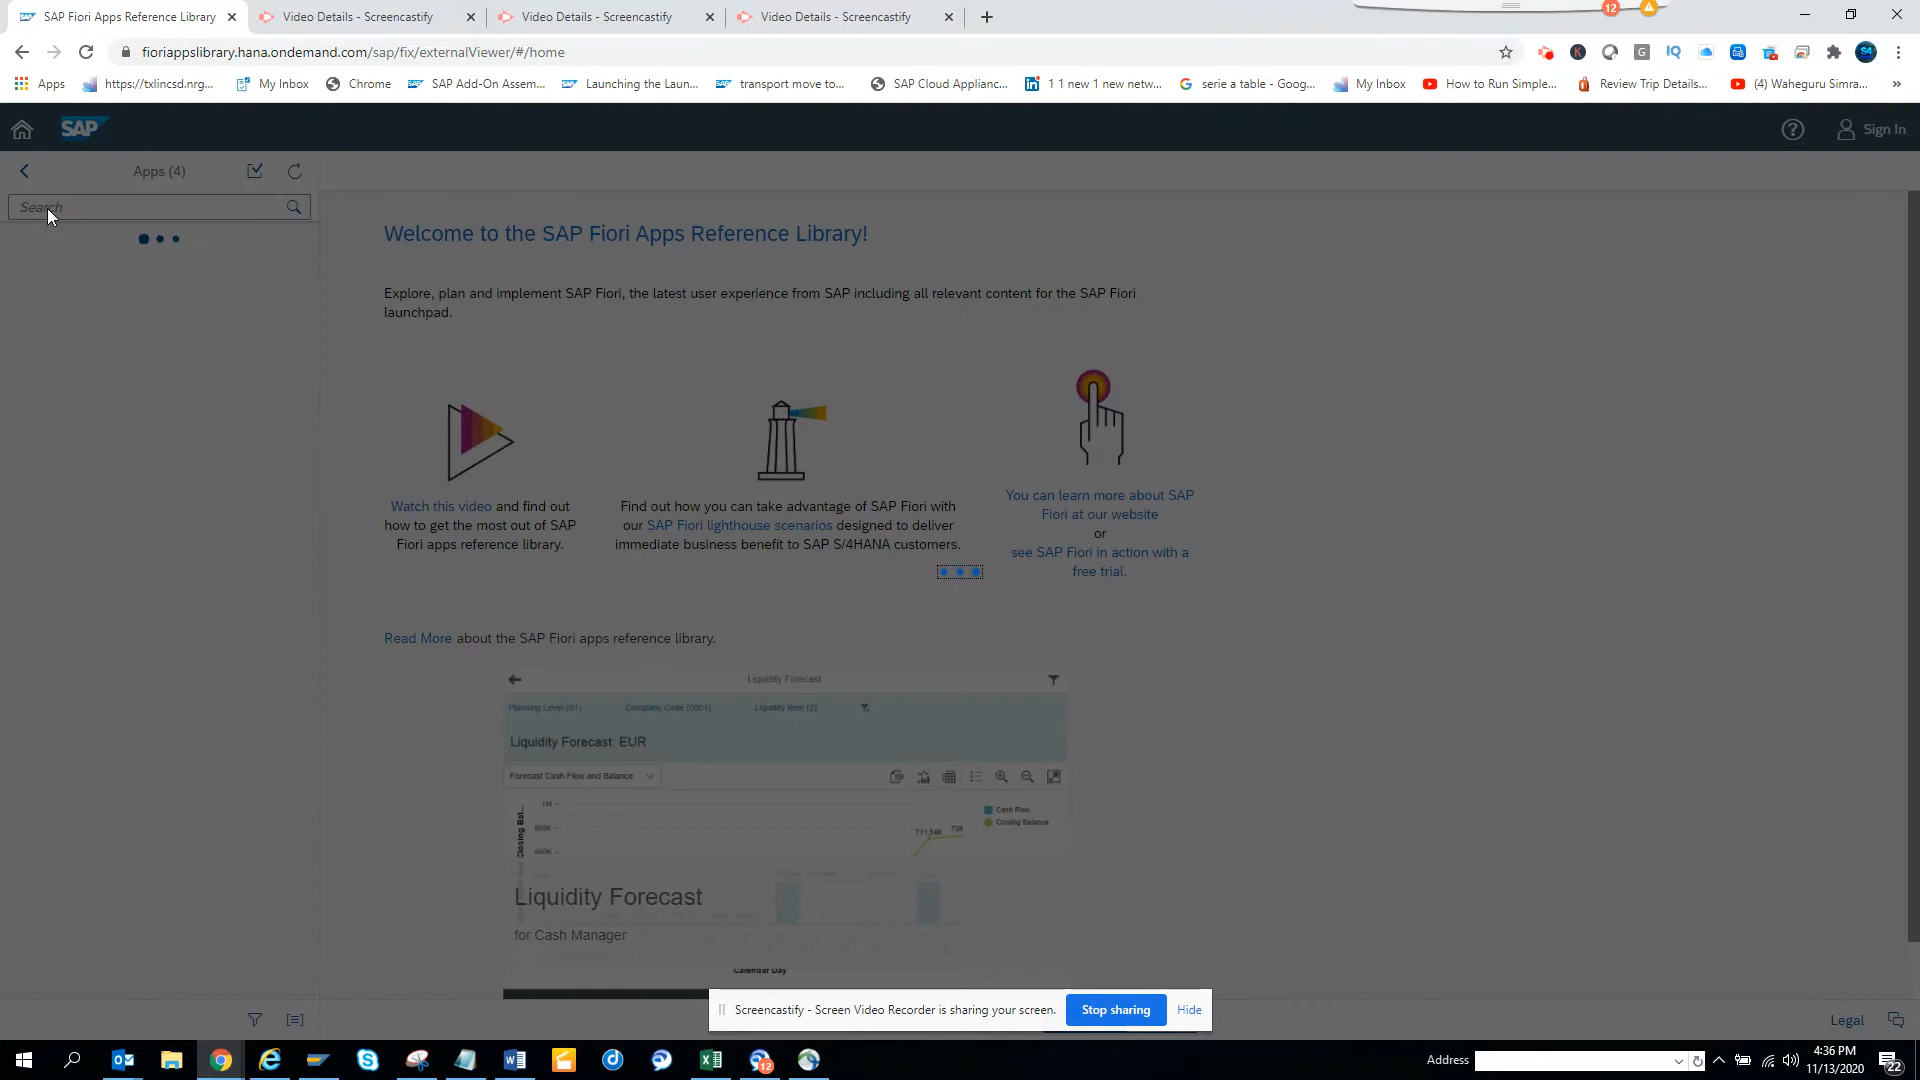 SAP Fiori Apps Reference Library
Video Details - Screencastify
Video Details - Screencastify
Video Details - Screencastify
12
fioriappslibrary.hana.ondemand.com/sap/fix/externalViewer/#/home
Apps
https://txlincsd.nrg...
My Inbox
Chrome
SAP Add-On Assem...
Launching the Laun...
transport move to...
SAP Cloud Applianc...
1 1 new 1 new netw...
serie a table - Goog...
My Inbox
How to Run Simple...
Review Trip Details...
(4) Waheguru Simra...
»
SAP
Sign In
Apps (4)
Search
Welcome to the SAP Fiori Apps Reference Library!
Explore, plan and implement SAP Fiori, the latest user experience from SAP including all relevant content for the SAP Fiori
launchpad.
Watch this video and find out
how to get the most out of SAP
Fiori apps reference library.
Find out how you can take advantage of SAP Fiori with
our SAP Fiori lighthouse scenarios designed to deliver
immediate business benefit to SAP S/4HANA customers.
You can learn more about SAP
Fiori at our website
or
see SAP Fiori in action with a
free trial.
Read More about the SAP Fiori apps reference library.
Liquidity Forecast
Planning Level (S1)
Company Code (0001)
Liquidity Item (2)
Liquidity Forecast: EUR
Forecast Cash Flow and Balance
1M
800K
600K
Closing Bal...
711.54K
739
Cash Flow
Closing Balance
Liquidity Forecast
for Cash Manager
Calendar Day
Screencastify - Screen Video Recorder is sharing your screen.
Stop sharing
Hide
Legal
12
Address
4:36 PM
11/13/2020
22